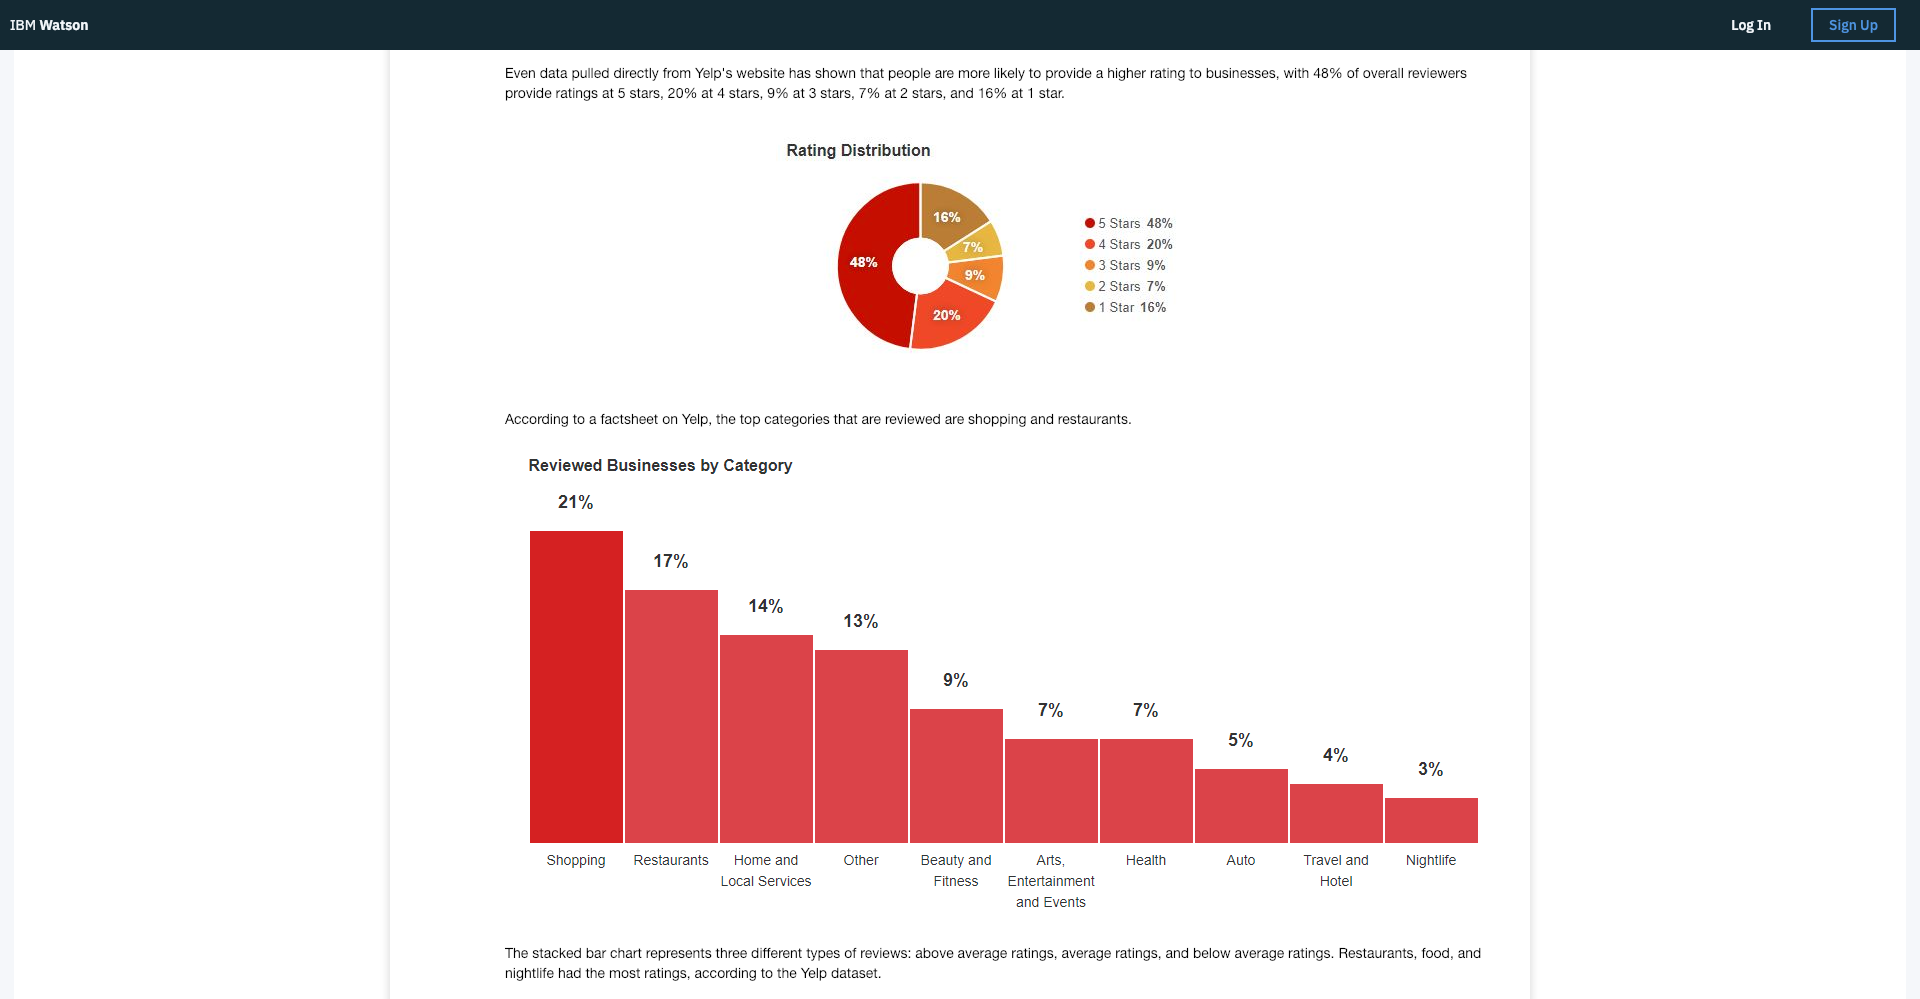 IBM Watson
Log In
Sign Up
Even data pulled directly from Yelp's website has shown that people are more likely to provide a higher rating to businesses, with 48% of overall reviewers
provide ratings at 5 stars, 20% at 4 stars, 9% at 3 stars, 7% at 2 stars, and 16% at 1 star.
Rating Distribution
16%
7%
48%
9%
20%
5 Stars 48%
4 Stars 20%
3 Stars 9%
2 Stars 7%
1 Star 16%
According to a factsheet on Yelp, the top categories that are reviewed are shopping and restaurants.
Reviewed Businesses by Category
21%
17%
14%
13%
9%
7%
7%
5%
4%
3%
Shopping
Restaurants
Home and
Local Services
Other
Beauty and
Fitness
Arts,
Entertainment
and Events
Health
Auto
Travel and
Hotel
Nightlife
The stacked bar chart represents three different types of reviews: above average ratings, average ratings, and below average ratings. Restaurants, food, and
nightlife had the most ratings, according to the Yelp dataset.